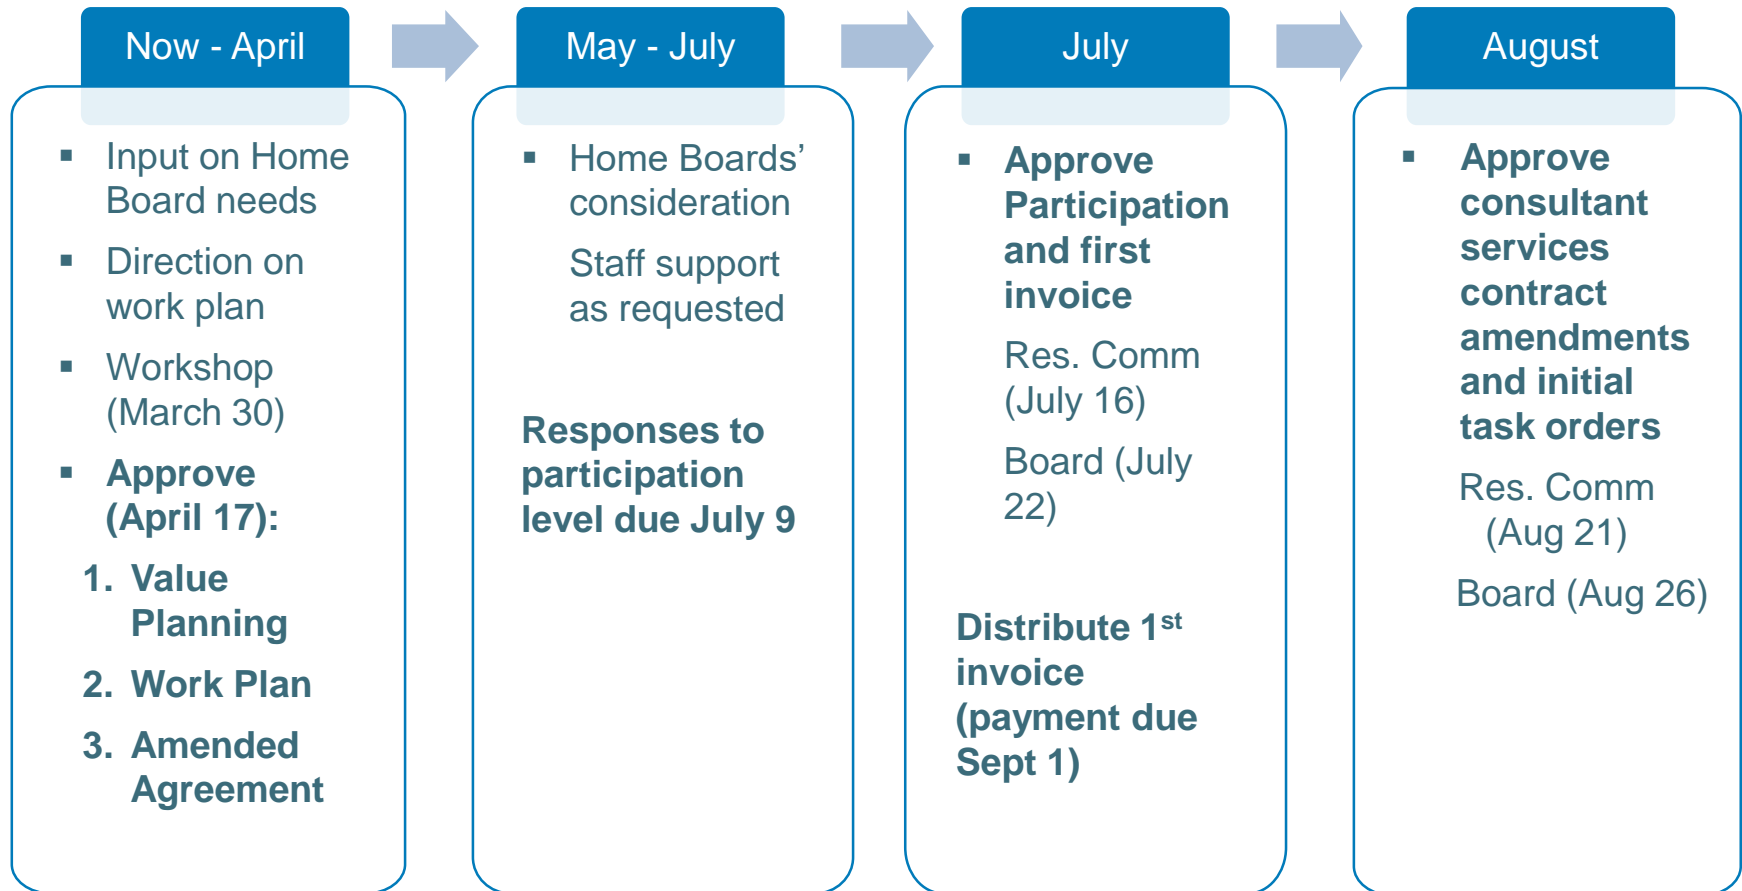 Now - April
▪ Input on Home
Board needs
▪ Direction on
work plan
▪ Workshop
(March 30)
▪ Approve
(April 17):
1. Value
Planning
2. Work Plan
3. Amended
Agreement
May - July
▪ Home Boards’
consideration
Staff support
as requested
Responses to
participation
level due July 9
July
▪ Approve
Participation
and first
invoice
Res. Comm
(July 16)
Board (July
22)
Distribute 1st
invoice
(payment due
Sept 1)
August
▪ Approve
consultant
services
contract
amendments
and initial
task orders
Res. Comm
(Aug 21)
Board (Aug 26)